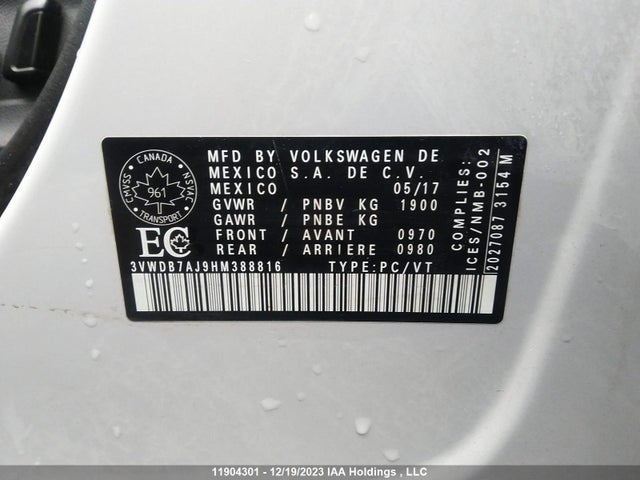 CANADA
CMVSS
NSVAC
961
TRANSPORT
EC
MFD BY VOLKSWAGEN DE
MEXICO S.A. DE C.V.
MEXICO 05/17
GVWR / PNBV KG 1900
GAWR / PNBE KG
FRONT / AVANT 0970
REAR / ARRIERE 0980
3VWDB7AJ9HM388816 TYPE:PC/VT
COMPLIES:
ICES/NMB-002
2027087 3154 M
11904301 - 12/19/2023 IAA Holdings , LLC